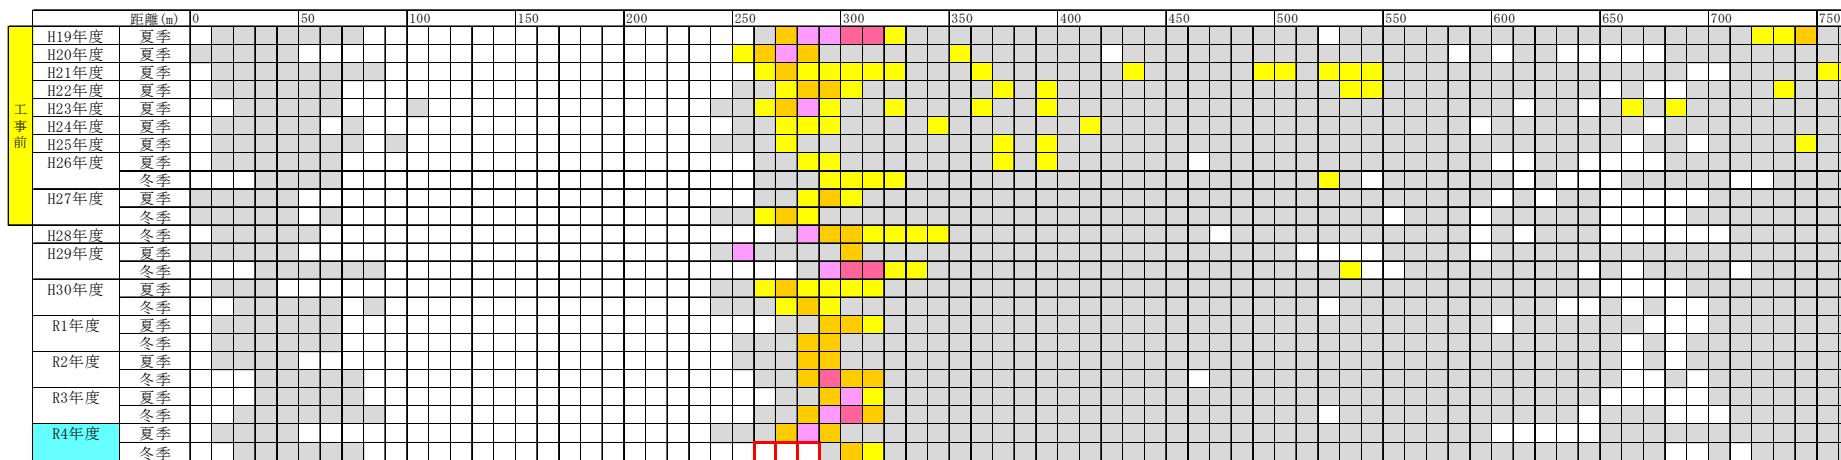 距離(m) 0 50 100 150 200 250 300 350 400 450 500 550 600 650 700 750
工事前
H19年度 夏季
H20年度 夏季
H21年度 夏季
H22年度 夏季
H23年度 夏季
H24年度 夏季
H25年度 夏季
H26年度 夏季
冬季
H27年度 夏季
冬季
H28年度 冬季
H29年度 夏季
冬季
H30年度 夏季
冬季
R1年度 夏季
冬季
R2年度 夏季
冬季
R3年度 夏季
冬季
R4年度 夏季
冬季